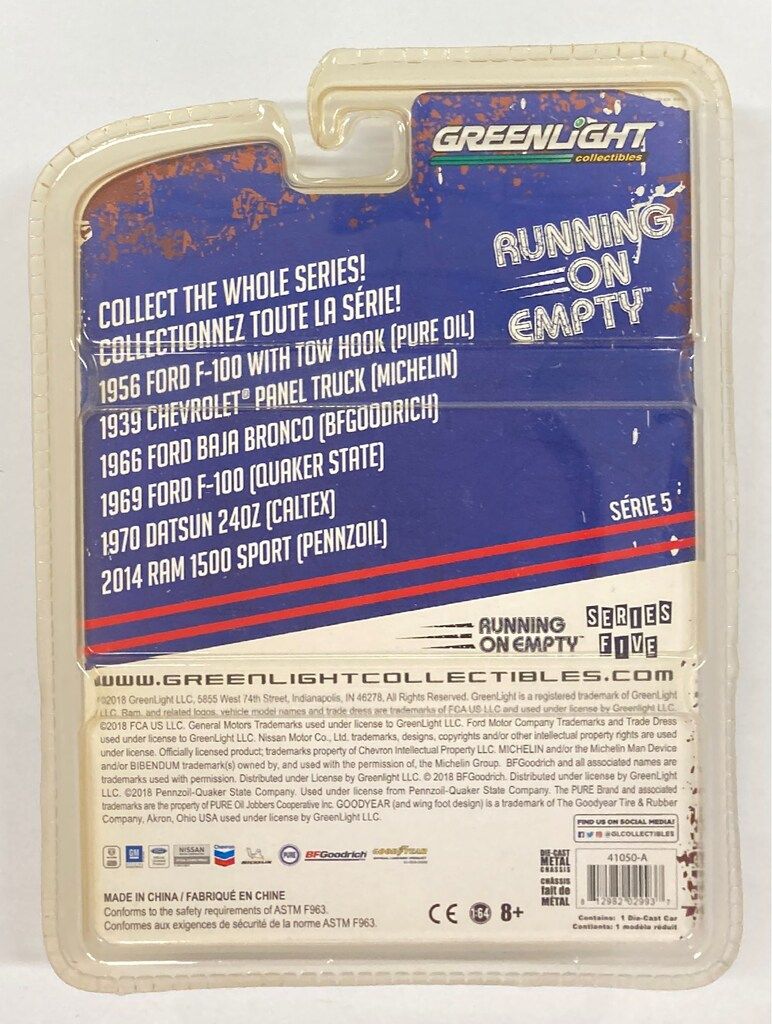 GREENLIGHT
collectibles
RUNNING
ON
EMPTY™
COLLECT THE WHOLE SERIES!
COLLECTIONNEZ TOUTE LA SÉRIE!
1956 FORD F-100 WITH TOW HOOK (PURE OIL)
1939 CHEVROLET® PANEL TRUCK (MICHELIN)
1966 FORD BAJA BRONCO (BFGOODRICH)
1969 FORD F-100 (QUAKER STATE)
1970 DATSUN 240Z (CALTEX)
2014 RAM 1500 SPORT (PENNZOIL)
SÉRIE 5
RUNNING
ON EMPTY™
SERIES
FIVE
WWW.GREENLIGHTCOLLECTIBLES.COM
©2018 GreenLight LLC, 5855 West 74th Street, Indianapolis, IN 46278, All Rights Reserved. GreenLight is a registered trademark of GreenLight
LLC. Ram, and related logos, vehicle model names and trade dress are trademarks of FCA US LLC and used under license by Greenlight LLC.
©2018 FCA US LLC. General Motors Trademarks used under license to GreenLight LLC. Ford Motor Company Trademarks and Trade Dress
used under license to GreenLight LLC. Nissan Motor Co., Ltd. trademarks, designs, copyrights and/or other intellectual property rights are used
under license. Officially licensed product; trademarks property of Chevron Intellectual Property LLC. MICHELIN and/or the Michelin Man Device
and/or BIBENDUM trademark(s) owned by, and used with the permission of, the Michelin Group. BFGoodrich and all associated names are
trademarks used with permission. Distributed under License by Greenlight LLC. © 2018 BFGoodrich. Distributed under license by GreenLight
LLC. ©2018 Pennzoil-Quaker State Company. Used under license from Pennzoil-Quaker State Company. The PURE Brand and associated
trademarks are the property of PURE Oil Jobbers Cooperative Inc. GOODYEAR (and wing foot design) is a trademark of The Goodyear Tire & Rubber
Company, Akron, Ohio USA used under license by GreenLight LLC.
FIND US ON SOCIAL MEDIA!
@GLCOLLECTIBLES
GM
NISSAN
Chevron
MICHELIN
PURE
BFGoodrich
GOODYEAR
DIE-CAST
METAL
CHASSIS
CHÂSSIS
fait de
MÉTAL
41050-A
8 12982 02993 7
MADE IN CHINA / FABRIQUÉ EN CHINE
Conforms to the safety requirements of ASTM F963.
Conformes aux exigences de sécurité de la norme ASTM F963.
CE 1:64 8+
Contains: 1 Die-Cast Car
Contients: 1 modèle réduit